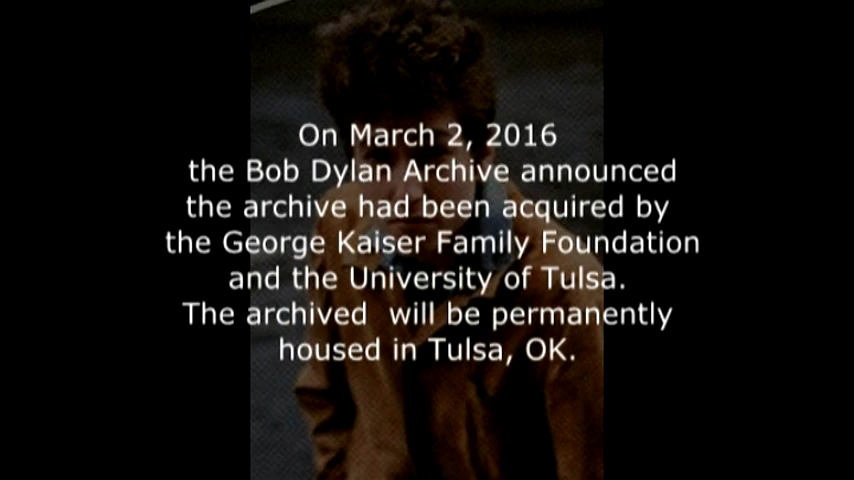 On March 2, 2016
the Bob Dylan Archive announced
the archive had been acquired by
the George Kaiser Family Foundation
and the University of Tulsa.
The archived  will be permanently
housed in Tulsa, OK.